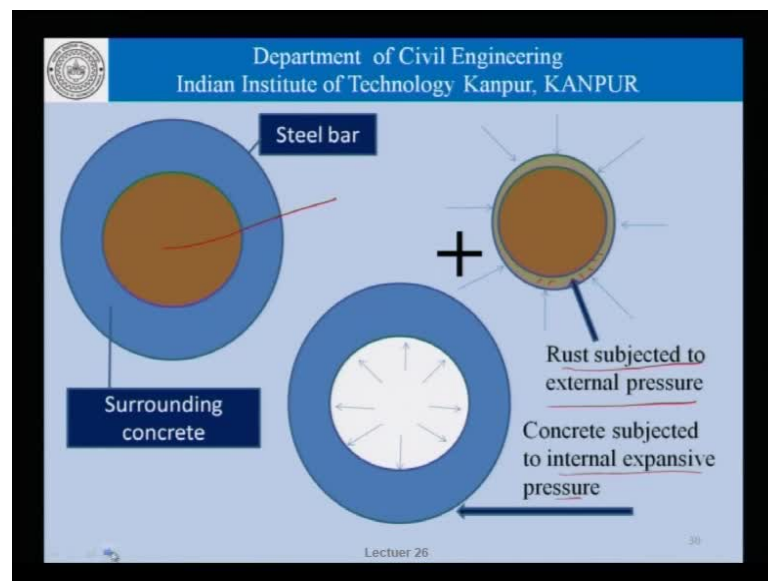 Department of Civil Engineering
Indian Institute of Technology Kanpur, KANPUR
Steel bar
Surrounding
concrete
Rust subjected to
external pressure
Concrete subjected
to internal expansive
pressure
Lectuer 26
30